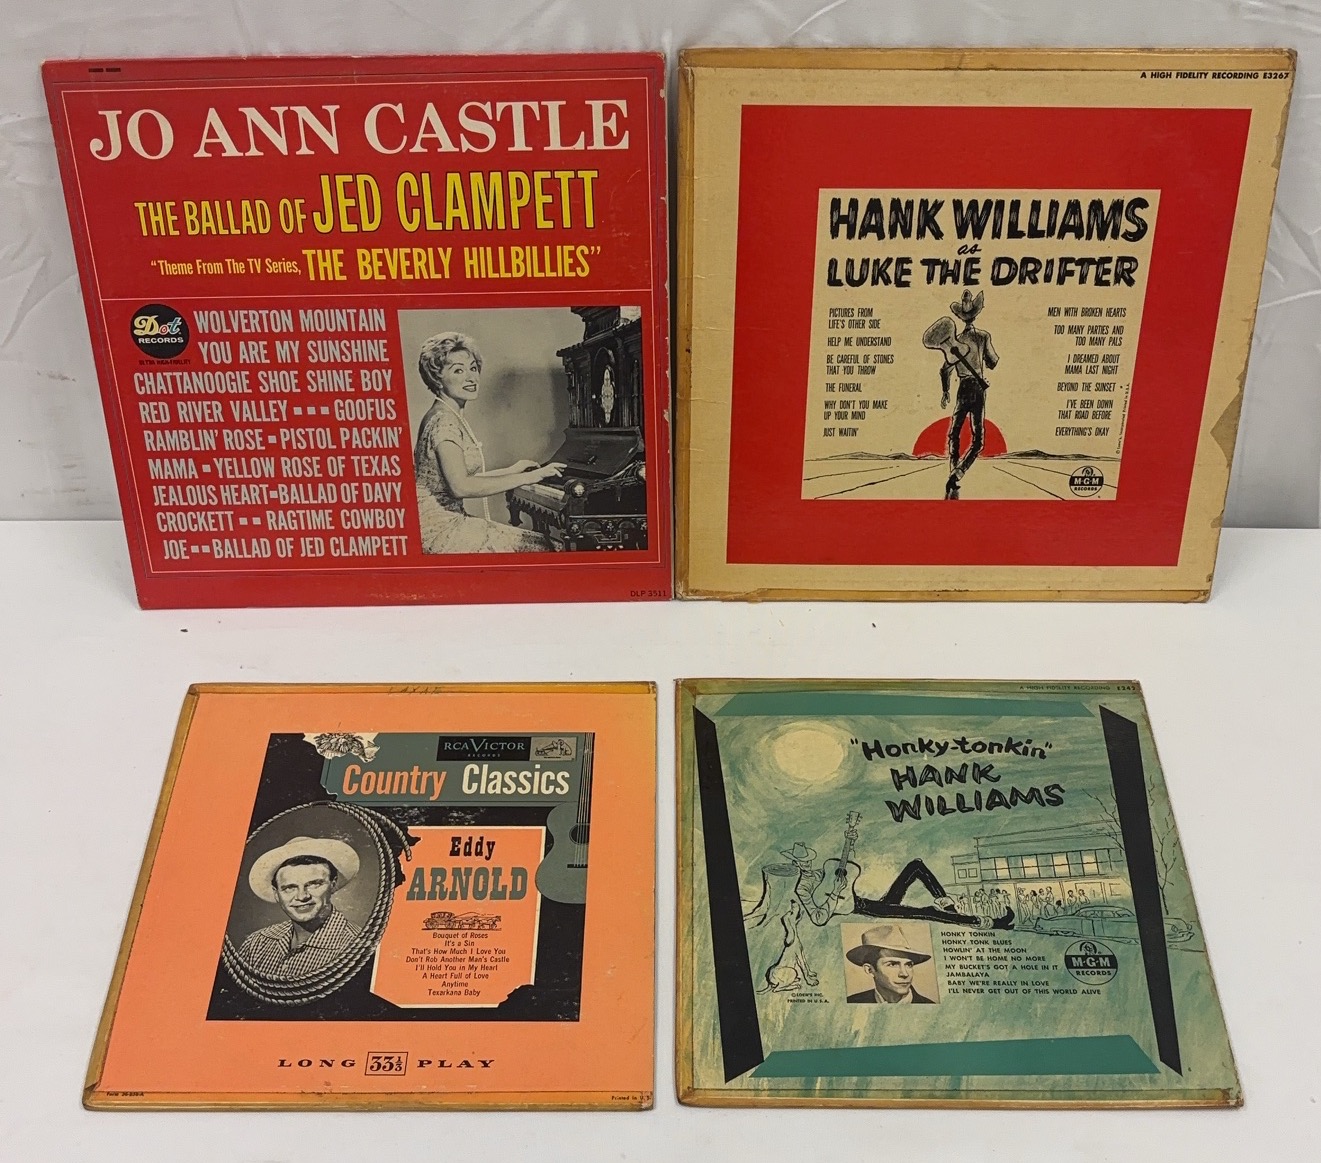 JO ANN CASTLE
THE BALLAD OF JED CLAMPETT
"Theme From The TV Series, THE BEVERLY HILLBILLIES"
Dot
RECORDS
WOLVERTON MOUNTAIN
YOU ARE MY SUNSHINE
CHATTANOOGIE SHOE SHINE BOY
RED RIVER VALLEY ▪▪▪ GOOFUS
RAMBLIN' ROSE ▪ PISTOL PACKIN'
MAMA ▪ YELLOW ROSE OF TEXAS
JEALOUS HEART▪BALLAD OF DAVY
CROCKETT ▪▪ RAGTIME COWBOY
JOE▪▪BALLAD OF JED CLAMPETT
DLP 3511
A HIGH FIDELITY RECORDING E3267
HANK WILLIAMS
as
LUKE THE DRIFTER
PICTURES FROM
LIFE'S OTHER SIDE
HELP ME UNDERSTAND
BE CAREFUL OF STONES
THAT YOU THROW
THE FUNERAL
WHY DON'T YOU MAKE
UP YOUR MIND
JUST WAITIN'
MEN WITH BROKEN HEARTS
TOO MANY PARTIES AND
TOO MANY PALS
I DREAMED ABOUT
MAMA LAST NIGHT
BEYOND THE SUNSET
I'VE BEEN DOWN
THAT ROAD BEFORE
EVERYTHING'S OKAY
M-G-M
RECORDS
RCA VICTOR
RECORDS
Country Classics
Eddy
ARNOLD
Bouquet of Roses
It's a Sin
That's How Much I Love You
Don't Rob Another Man's Castle
I'll Hold You in My Heart
A Heart Full of Love
Anytime
Texarkana Baby
LONG 33⅓ PLAY
Printed in U.S.
A HIGH FIDELITY RECORDING E242
"Honky-tonkin"
HANK
WILLIAMS
HONKY TONKIN
HONKY TONK BLUES
HOWLIN' AT THE MOON
I WON'T BE HOME NO MORE
MY BUCKET'S GOT A HOLE IN IT
JAMBALAYA
BABY WE'RE REALLY IN LOVE
I'LL NEVER GET OUT OF THIS WORLD ALIVE
M-G-M
RECORDS
©LOEW'S INC.
PRINTED IN U.S.A.